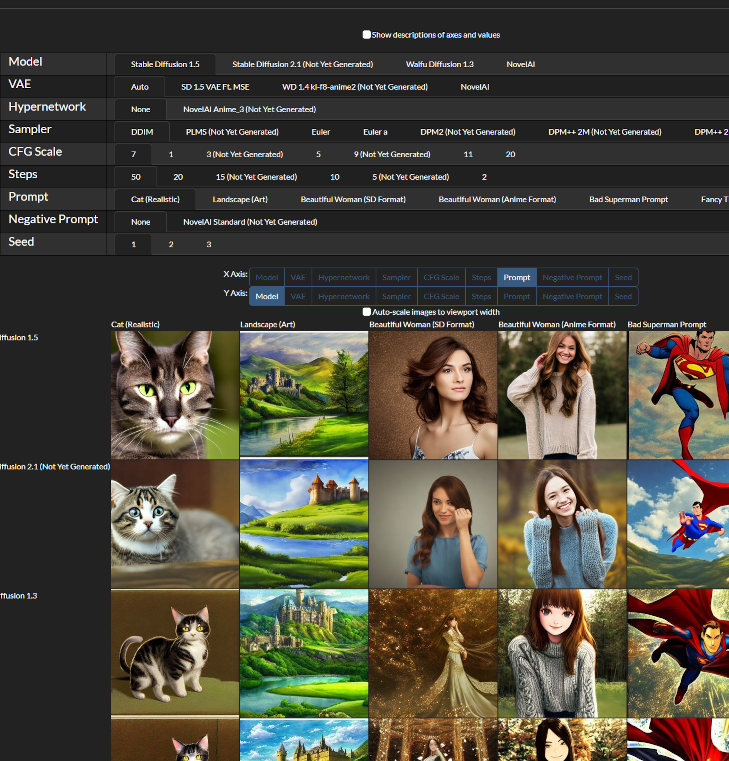 Show descriptions of axes and values
Model Stable Diffusion 1.5 Stable Diffusion 2.1 (Not Yet Generated) Waifu Diffusion 1.3 NovelAI
VAE Auto SD 1.5 VAE Ft. MSE WD 1.4 kl-f8-anime2 (Not Yet Generated) NovelAI
Hypernetwork None NovelAI Anime_3 (Not Yet Generated)
Sampler DDIM PLMS (Not Yet Generated) Euler Euler a DPM2 (Not Yet Generated) DPM++ 2M (Not Yet Generated) DPM++ 2
CFG Scale 7 1 3 (Not Yet Generated) 5 9 (Not Yet Generated) 11 20
Steps 50 20 15 (Not Yet Generated) 10 5 (Not Yet Generated) 2
Prompt Cat (Realistic) Landscape (Art) Beautiful Woman (SD Format) Beautiful Woman (Anime Format) Bad Superman Prompt Fancy T
Negative Prompt None NovelAI Standard (Not Yet Generated)
Seed 1 2 3
X Axis: Model VAE Hypernetwork Sampler CFG Scale Steps Prompt Negative Prompt Seed
Y Axis: Model VAE Hypernetwork Sampler CFG Scale Steps Prompt Negative Prompt Seed
Auto-scale images to viewport width
Cat (Realistic) Landscape (Art) Beautiful Woman (SD Format) Beautiful Woman (Anime Format) Bad Superman Prompt
iffusion 1.5
iffusion 2.1 (Not Yet Generated)
ffusion 1.3